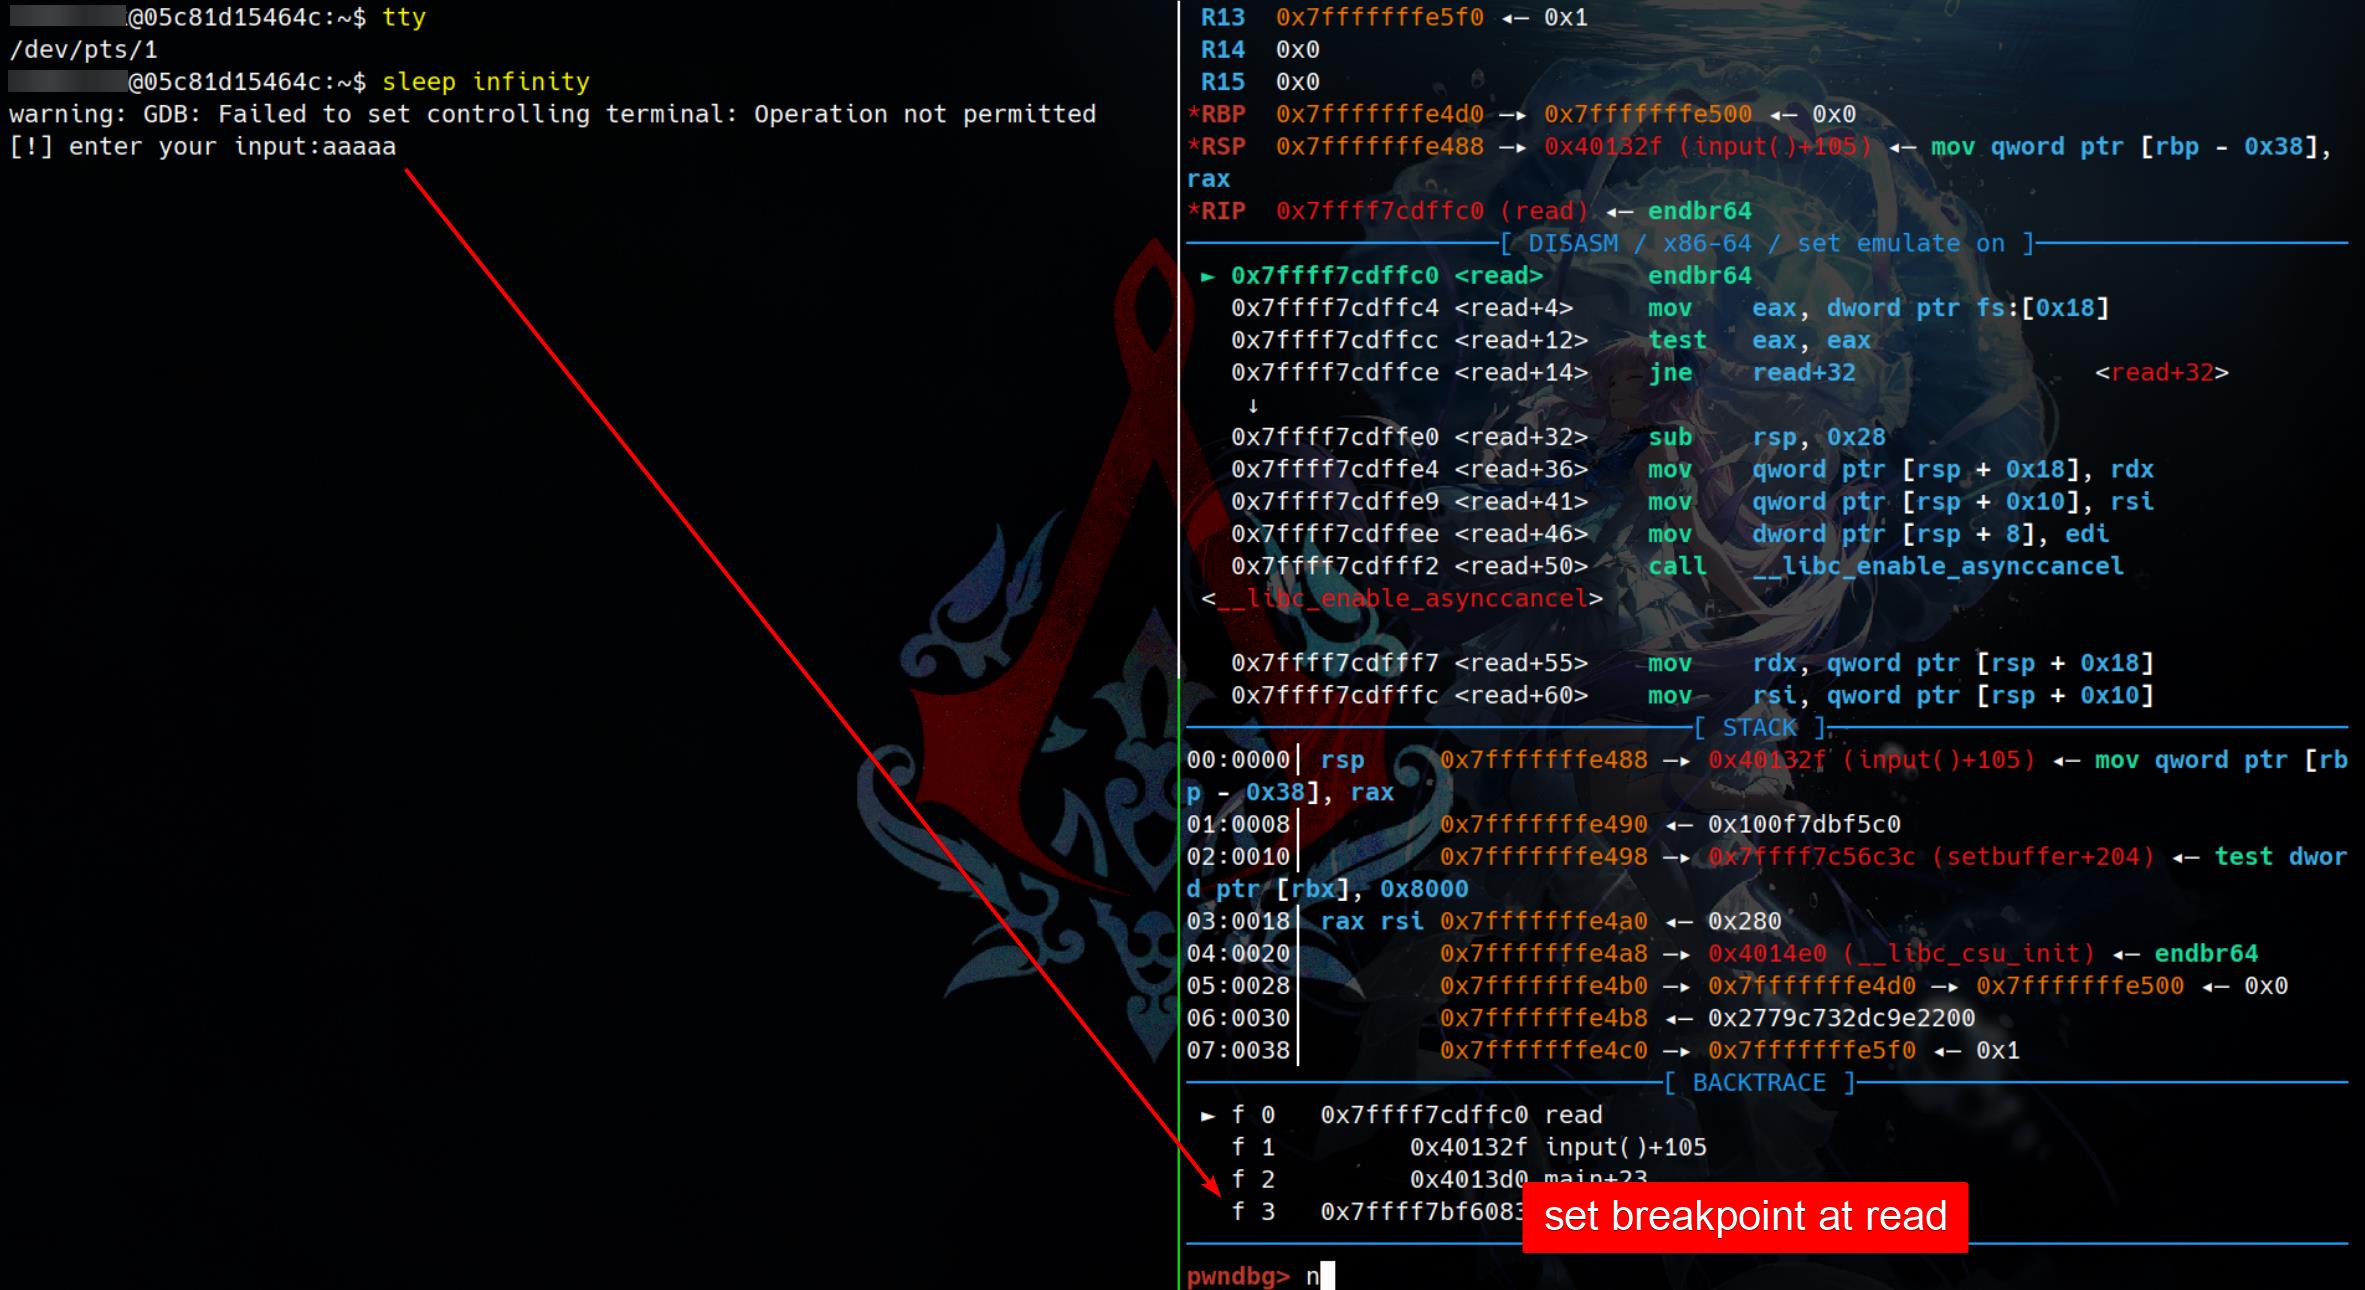 @05c81d15464c:~$ tty
/dev/pts/1
@05c81d15464c:~$ sleep infinity
warning: GDB: Failed to set controlling terminal: Operation not permitted
[!] enter your input:aaaaa
R13 0x7fffffffe5f0 ◂— 0x1
R14 0x0
R15 0x0
*RBP 0x7fffffffe4d0 —▸ 0x7fffffffe500 ◂— 0x0
*RSP 0x7fffffffe488 —▸ 0x40132f (input()+105) ◂— mov qword ptr [rbp - 0x38],
rax
*RIP 0x7ffff7cdffc0 (read) ◂— endbr64
[ DISASM / x86-64 / set emulate on ]
► 0x7ffff7cdffc0 <read> endbr64
0x7ffff7cdffc4 <read+4> mov eax, dword ptr fs:[0x18]
0x7ffff7cdffcc <read+12> test eax, eax
0x7ffff7cdffce <read+14> jne read+32 <read+32>
↓
0x7ffff7cdffe0 <read+32> sub rsp, 0x28
0x7ffff7cdffe4 <read+36> mov qword ptr [rsp + 0x18], rdx
0x7ffff7cdffe9 <read+41> mov qword ptr [rsp + 0x10], rsi
0x7ffff7cdffee <read+46> mov dword ptr [rsp + 8], edi
0x7ffff7cdfff2 <read+50> call __libc_enable_asynccancel
<__libc_enable_asynccancel>
0x7ffff7cdfff7 <read+55> mov rdx, qword ptr [rsp + 0x18]
0x7ffff7cdfffc <read+60> mov rsi, qword ptr [rsp + 0x10]
[ STACK ]
00:0000│ rsp 0x7fffffffe488 —▸ 0x40132f (input()+105) ◂— mov qword ptr [rb
p - 0x38], rax
01:0008│ 0x7fffffffe490 ◂— 0x100f7dbf5c0
02:0010│ 0x7fffffffe498 —▸ 0x7ffff7c56c3c (setbuffer+204) ◂— test dwor
d ptr [rbx], 0x8000
03:0018│ rax rsi 0x7fffffffe4a0 ◂— 0x280
04:0020│ 0x7fffffffe4a8 —▸ 0x4014e0 (__libc_csu_init) ◂— endbr64
05:0028│ 0x7fffffffe4b0 —▸ 0x7fffffffe4d0 —▸ 0x7fffffffe500 ◂— 0x0
06:0030│ 0x7fffffffe4b8 ◂— 0x2779c732dc9e2200
07:0038│ 0x7fffffffe4c0 —▸ 0x7fffffffe5f0 ◂— 0x1
[ BACKTRACE ]
► f 0 0x7ffff7cdffc0 read
f 1 0x40132f input()+105
f 2 0x4013d0 main+23
f 3 0x7ffff7bf6083
set breakpoint at read
pwndbg> n